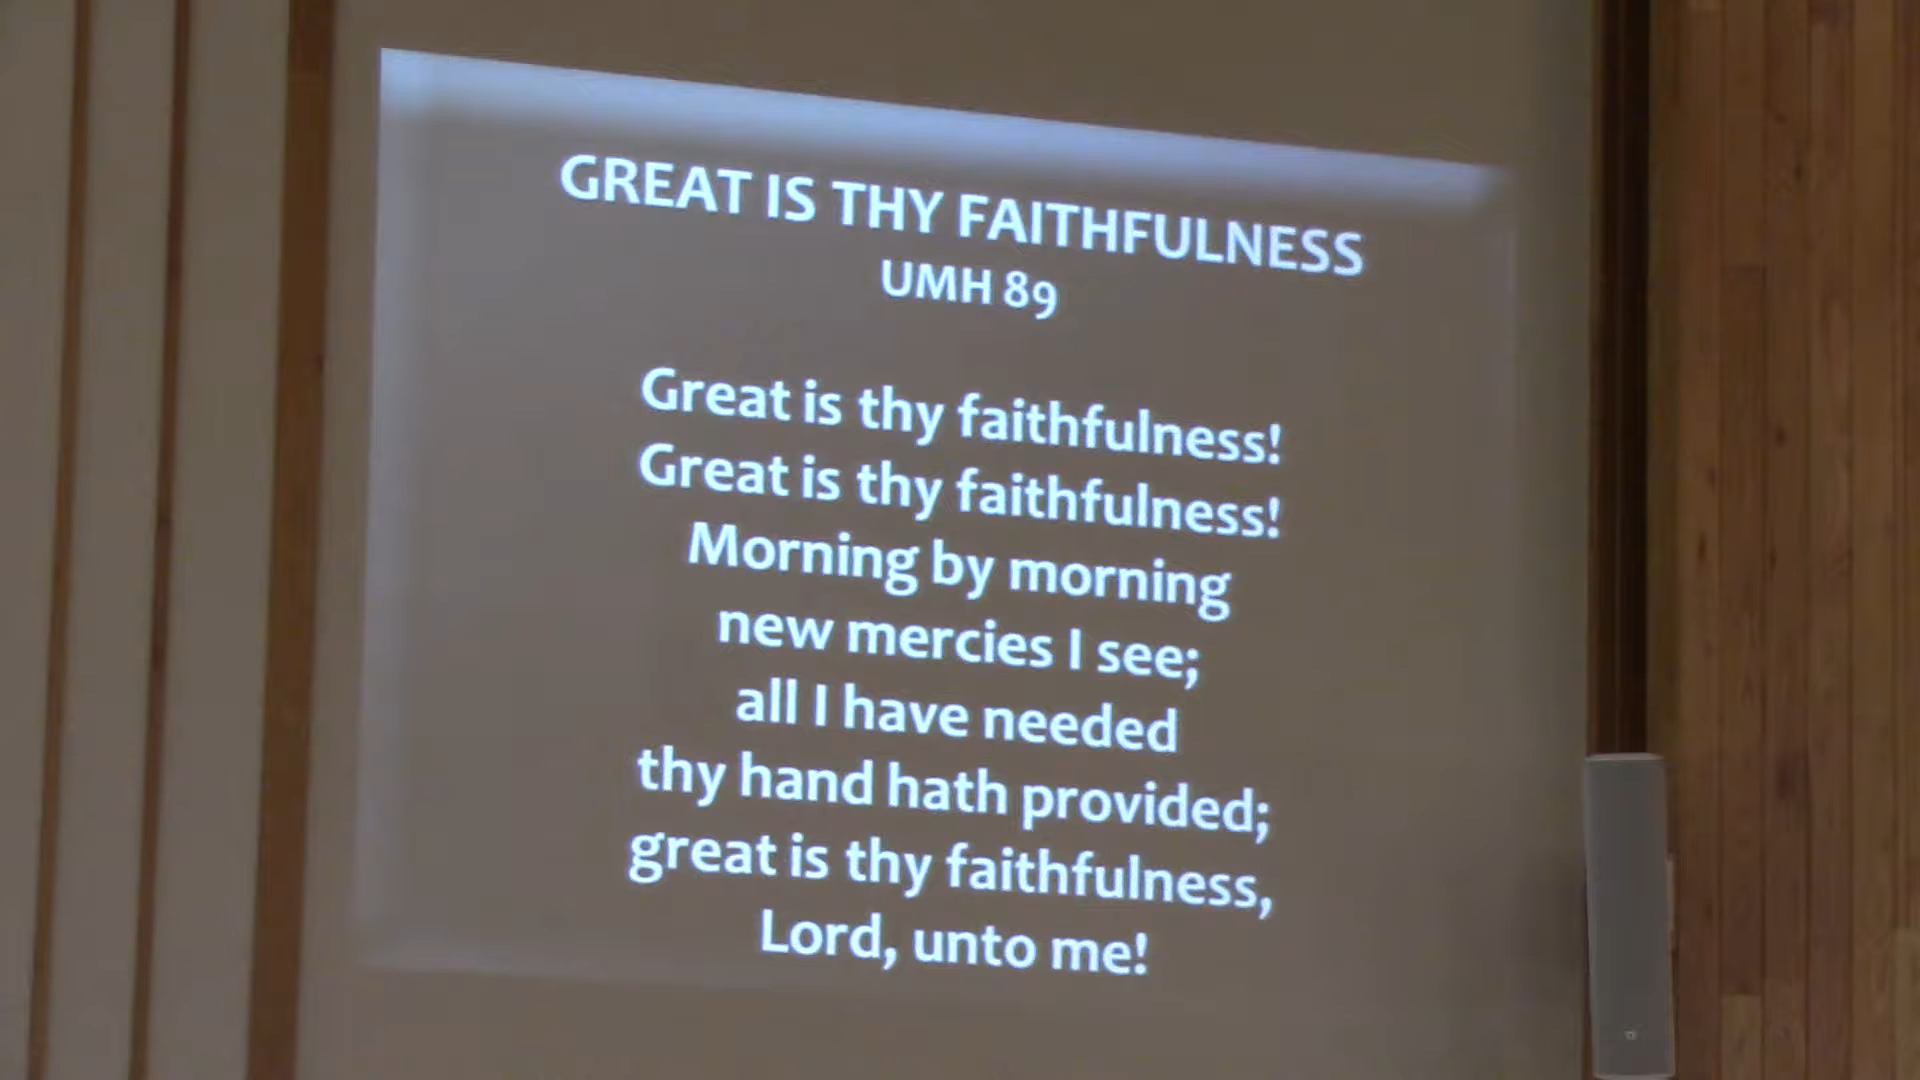 GREAT IS THY FAITHFULNESS
UMH 89
Great is thy faithfulness!
Great is thy faithfulness!
Morning by morning
new mercies I see;
all I have needed
thy hand hath provided;
great is thy faithfulness,
Lord, unto me!